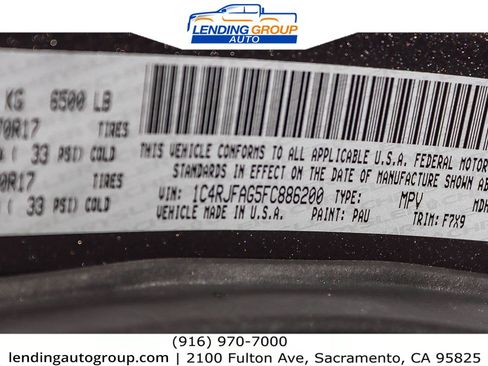 LENDING GROUP
AUTO
KG 6500 LB
70R17 TIRES
33 PSI) COLD
70R17 TIRES
( 33 PSI) COLD
THIS VEHICLE CONFORMS TO ALL APPLICABLE U.S.A. FEDERAL MOTOR
STANDARDS IN EFFECT ON THE DATE OF MANUFACTURE SHOWN AB
VIN: 1C4RJFAG5FC886200 TYPE: MPV MDH
VEHICLE MADE IN U.S.A. PAINT: PAU TRIM: F7X9
(916) 970-7000
lendingautogroup.com | 2100 Fulton Ave, Sacramento, CA 95825